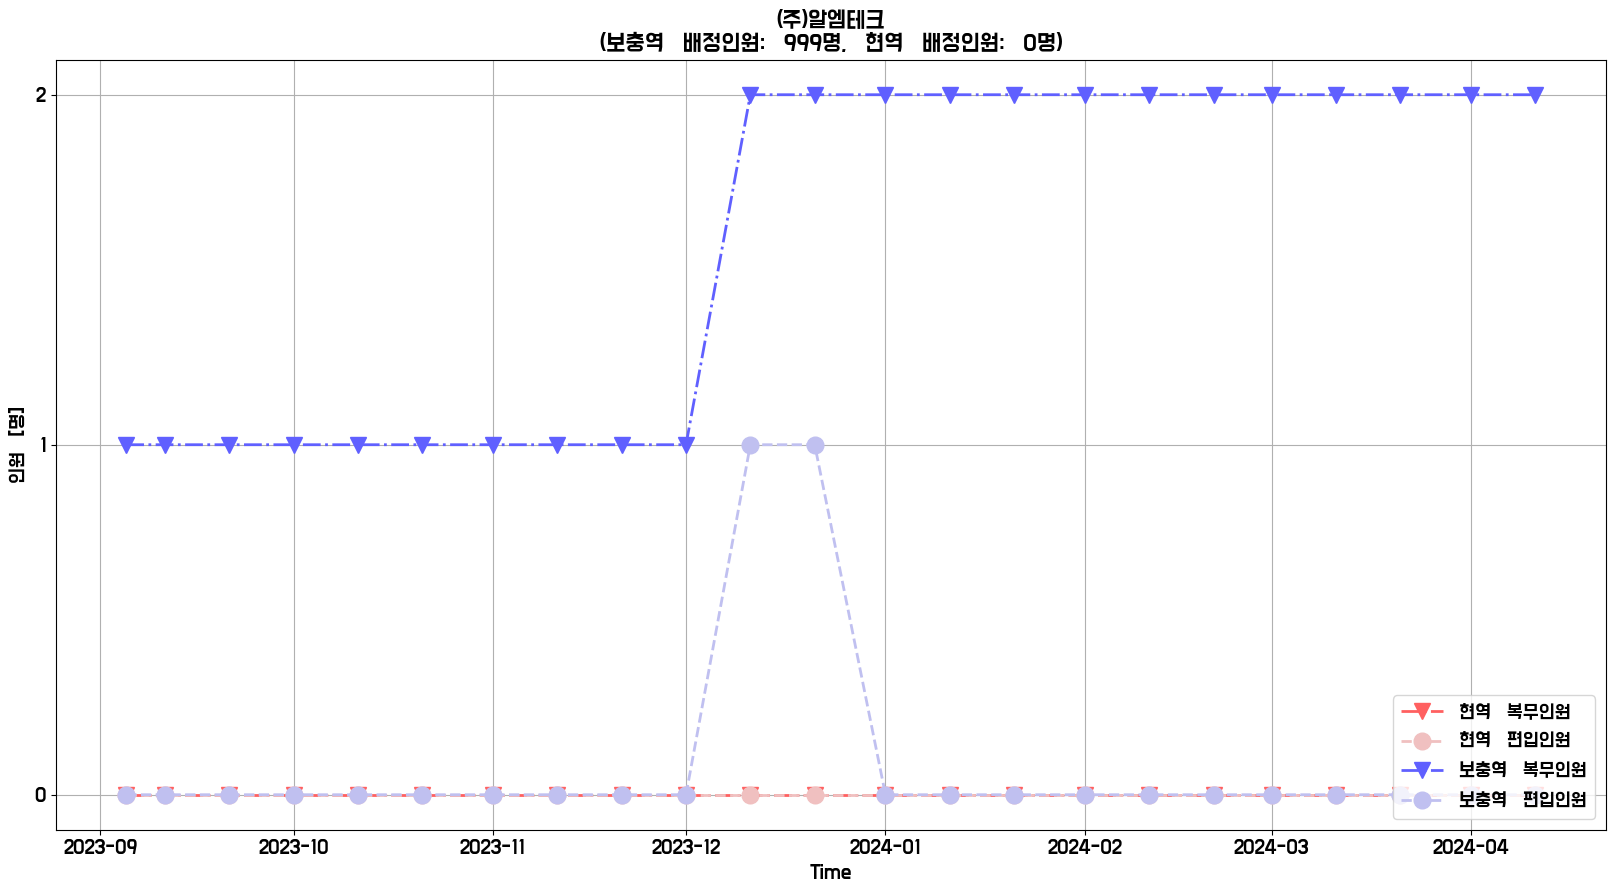 (주)알엠테크
(보충역 배정인원: 999명, 현역 배정인원: 0명)
인원 [명]
2
1
0
현역 복무인원
현역 편입인원
보충역 복무인원
보충역 편입인원
2023-09 2023-10 2023-11 2023-12 2024-01 2024-02 2024-03 2024-04
Time